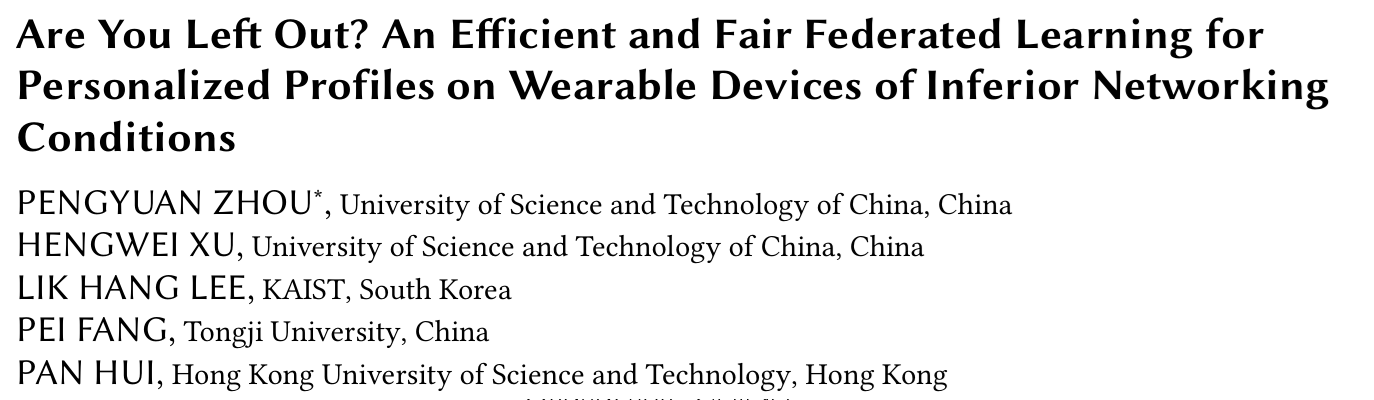 Are You Left Out? An Efficient and Fair Federated Learning for
Personalized Profiles on Wearable Devices of Inferior Networking
Conditions
PENGYUAN ZHOU*, University of Science and Technology of China, China
HENGWEI XU, University of Science and Technology of China, China
LIK HANG LEE, KAIST, South Korea
PEI FANG, Tongji University, China
PAN HUI, Hong Kong University of Science and Technology, Hong Kong